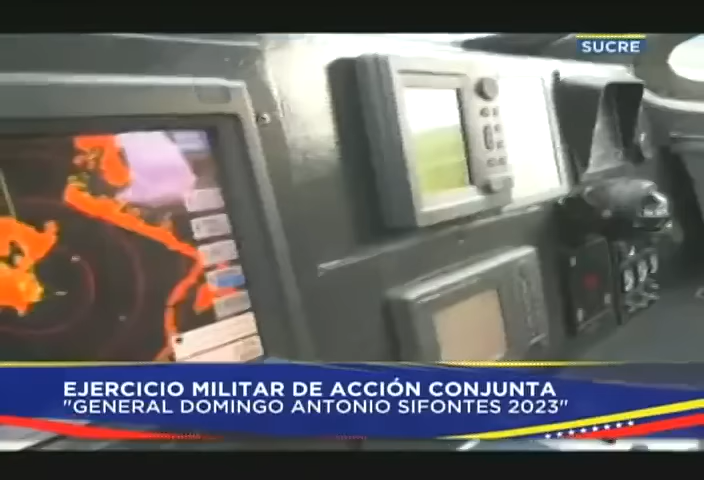 SUCRE
EJERCICIO MILITAR DE ACCIÓN CONJUNTA
"GENERAL DOMINGO ANTONIO SIFONTES 2023"